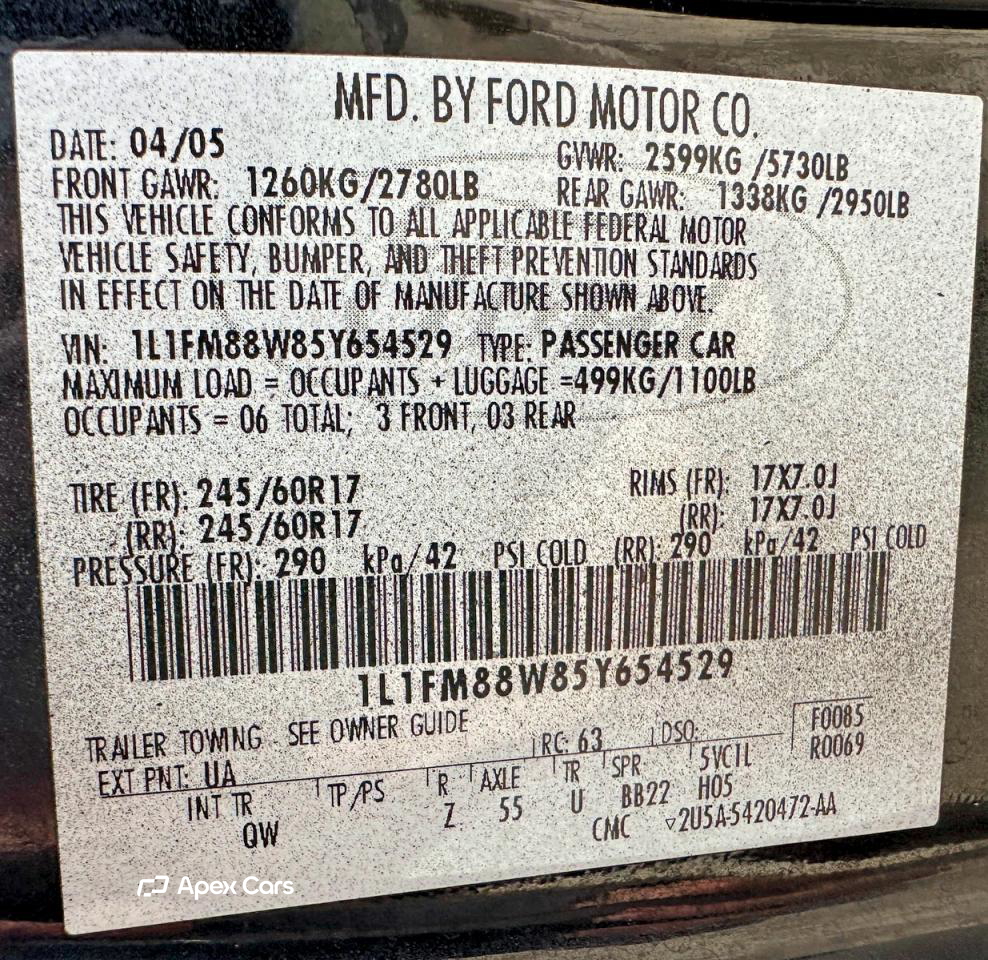 MFD. BY FORD MOTOR CO.
DATE: 04/05 GVWR: 2599KG /5730LB
FRONT GAWR: 1260KG/2780LB REAR GAWR: 1338KG /2950LB
THIS VEHICLE CONFORMS TO ALL APPLICABLE FEDERAL MOTOR
VEHICLE SAFETY, BUMPER, AND THEFT PREVENTION STANDARDS
IN EFFECT ON THE DATE OF MANUFACTURE SHOWN ABOVE.
VIN: 1L1FM88W85Y654529 TYPE: PASSENGER CAR
MAXIMUM LOAD = OCCUPANTS + LUGGAGE =499KG/1100LB
OCCUPANTS = 06 TOTAL; 3 FRONT, 03 REAR
TIRE (FR): 245/60R17 RIMS (FR): 17X7.0J
(RR): 245/60R17 (RR): 17X7.0J
PRESSURE (FR): 290 kPa/42 PSI COLD (RR): 290 kPa/42 PSI COLD
1L1FM88W85Y654529
TRAILER TOWING - SEE OWNER GUIDE F0085
EXT PNT: UA RC: 63 DSO: R0069
INT TR TP/PS R AXLE TR SPR 5VC1L
QW Z 55 U BB22 H05
CMC ▽2U5A-5420472-AA
Apex Cars